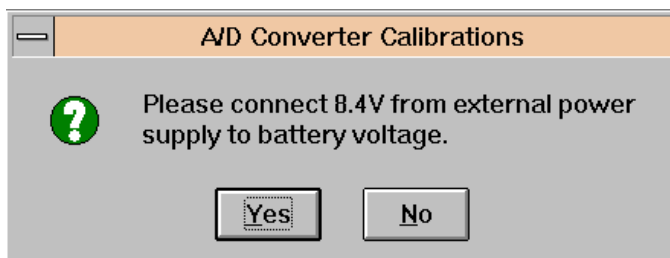 A/D Converter Calibrations
Please connect 8.4V from external power
supply to battery voltage.
Yes
No